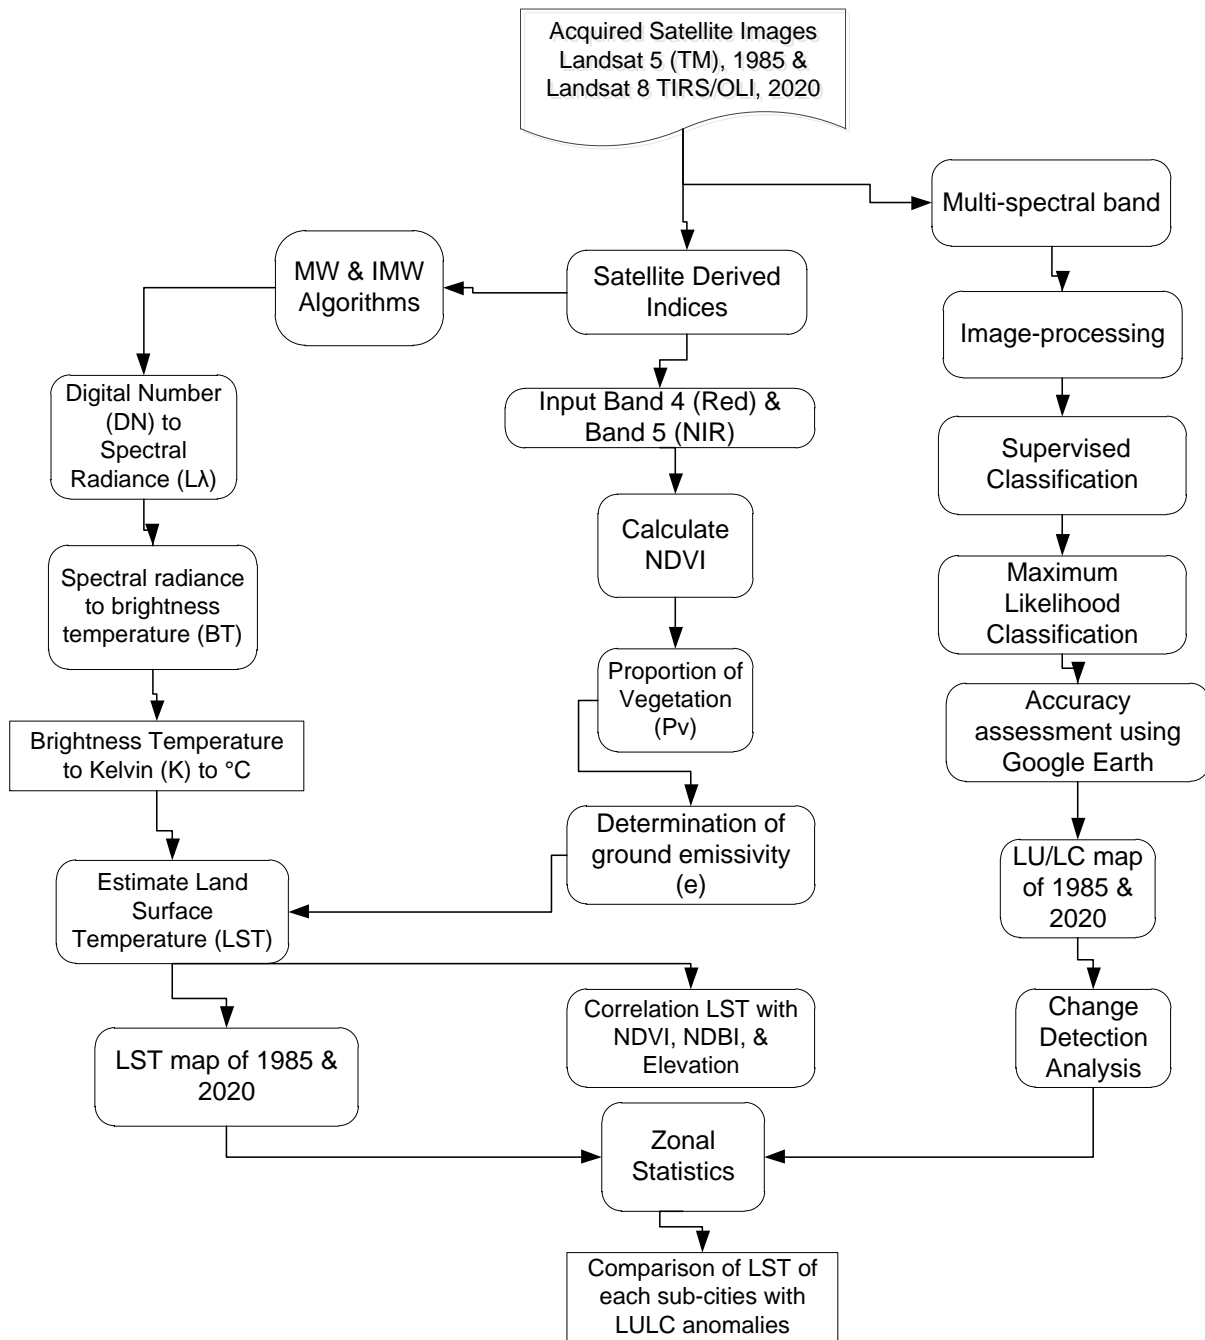 Acquired Satellite Images
Landsat 5 (TM), 1985 &
Landsat 8 TIRS/OLI, 2020
Multi-spectral band
MW & IMW
Algorithms
Satellite Derived
Indices
Image-processing
Digital Number
(DN) to
Spectral
Radiance (Lλ)
Input Band 4 (Red) &
Band 5 (NIR)
Supervised
Classification
Calculate
NDVI
Spectral radiance
to brightness
temperature (BT)
Maximum
Likelihood
Classification
Proportion of
Vegetation
(Pv)
Accuracy
assessment using
Google Earth
Brightness Temperature
to Kelvin (K) to °C
Determination of
ground emissivity
(e)
LU/LC map
of 1985 &
2020
Estimate Land
Surface
Temperature (LST)
Correlation LST with
NDVI, NDBI, &
Elevation
Change
Detection
Analysis
LST map of 1985 &
2020
Zonal
Statistics
Comparison of LST of
each sub-cities with
LULC anomalies